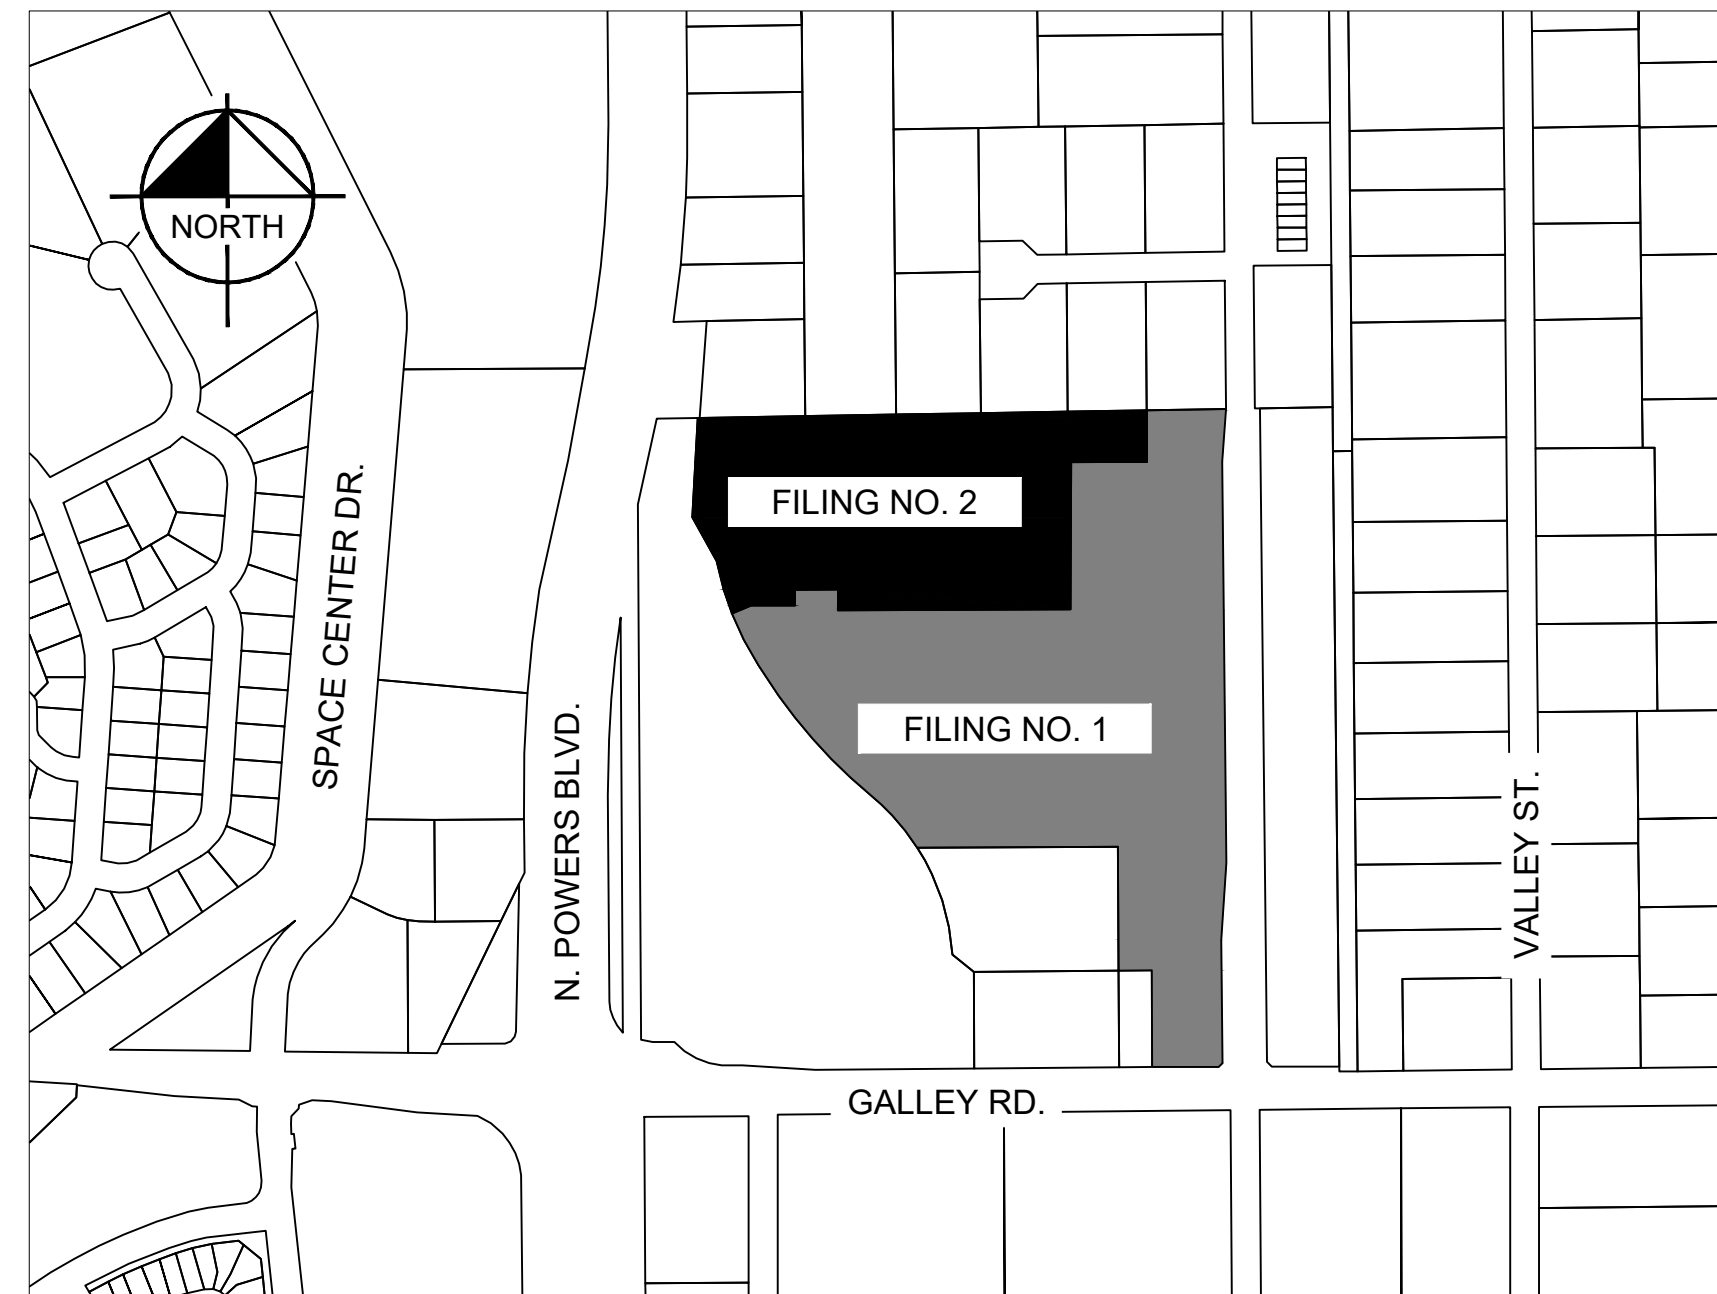 NORTH
FILING NO. 2
SPACE CENTER DR.
FILING NO. 1
N. POWERS BLVD.
VALLEY ST.
GALLEY RD.